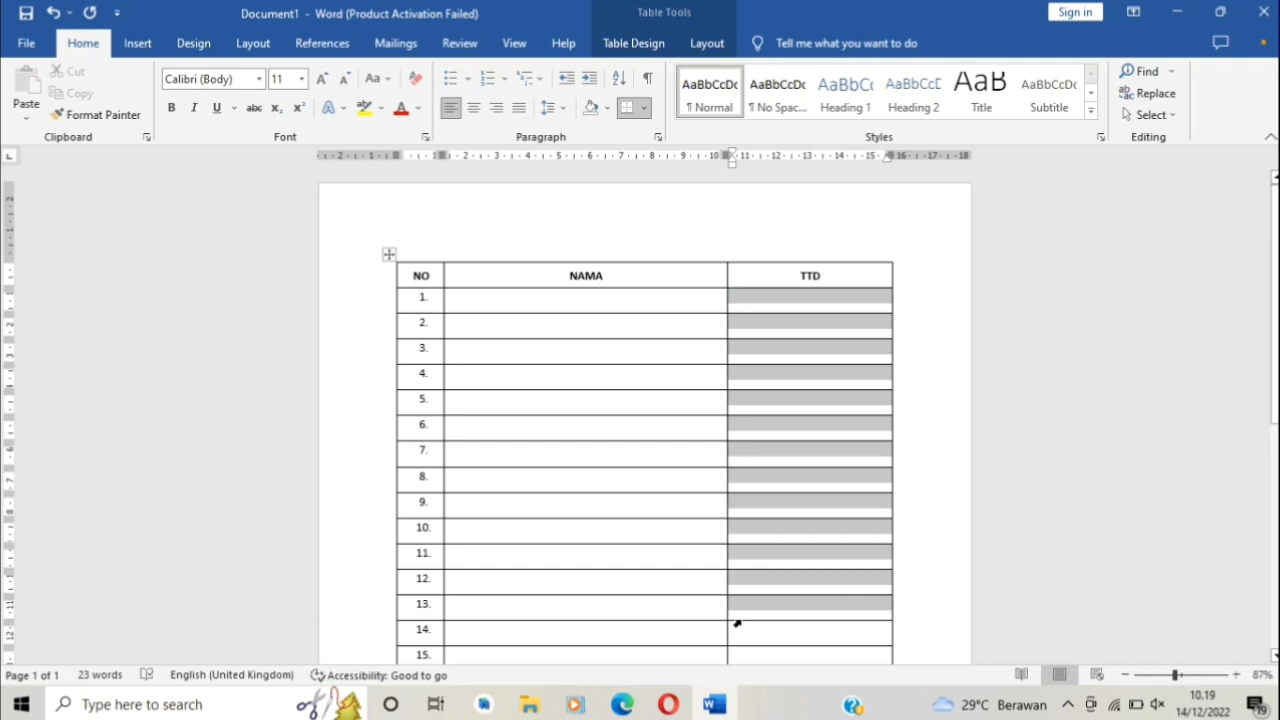 Document1 - Word (Product Activation Failed)
Table Tools
Sign in
File
Home
Insert
Design
Layout
References
Mailings
Review
View
Help
Table Design
Layout
Tell me what you want to do
Paste
Cut
Copy
Format Painter
Clipboard
Calibri (Body)
11
Font
Paragraph
AaBbCcDc
¶ Normal
AaBbCcDc
¶ No Spac...
AaBbCc
Heading 1
AaBbCcD
Heading 2
AaB
Title
AaBbCcDc
Subtitle
Styles
Find
Replace
Select
Editing
NO NAMA TTD
1.
2.
3.
4.
5.
6.
7.
8.
9.
10.
11.
12.
13.
14.
15.
Page 1 of 1
23 words
English (United Kingdom)
Accessibility: Good to go
87%
Type here to search
29°C Berawan
10.19
14/12/2022